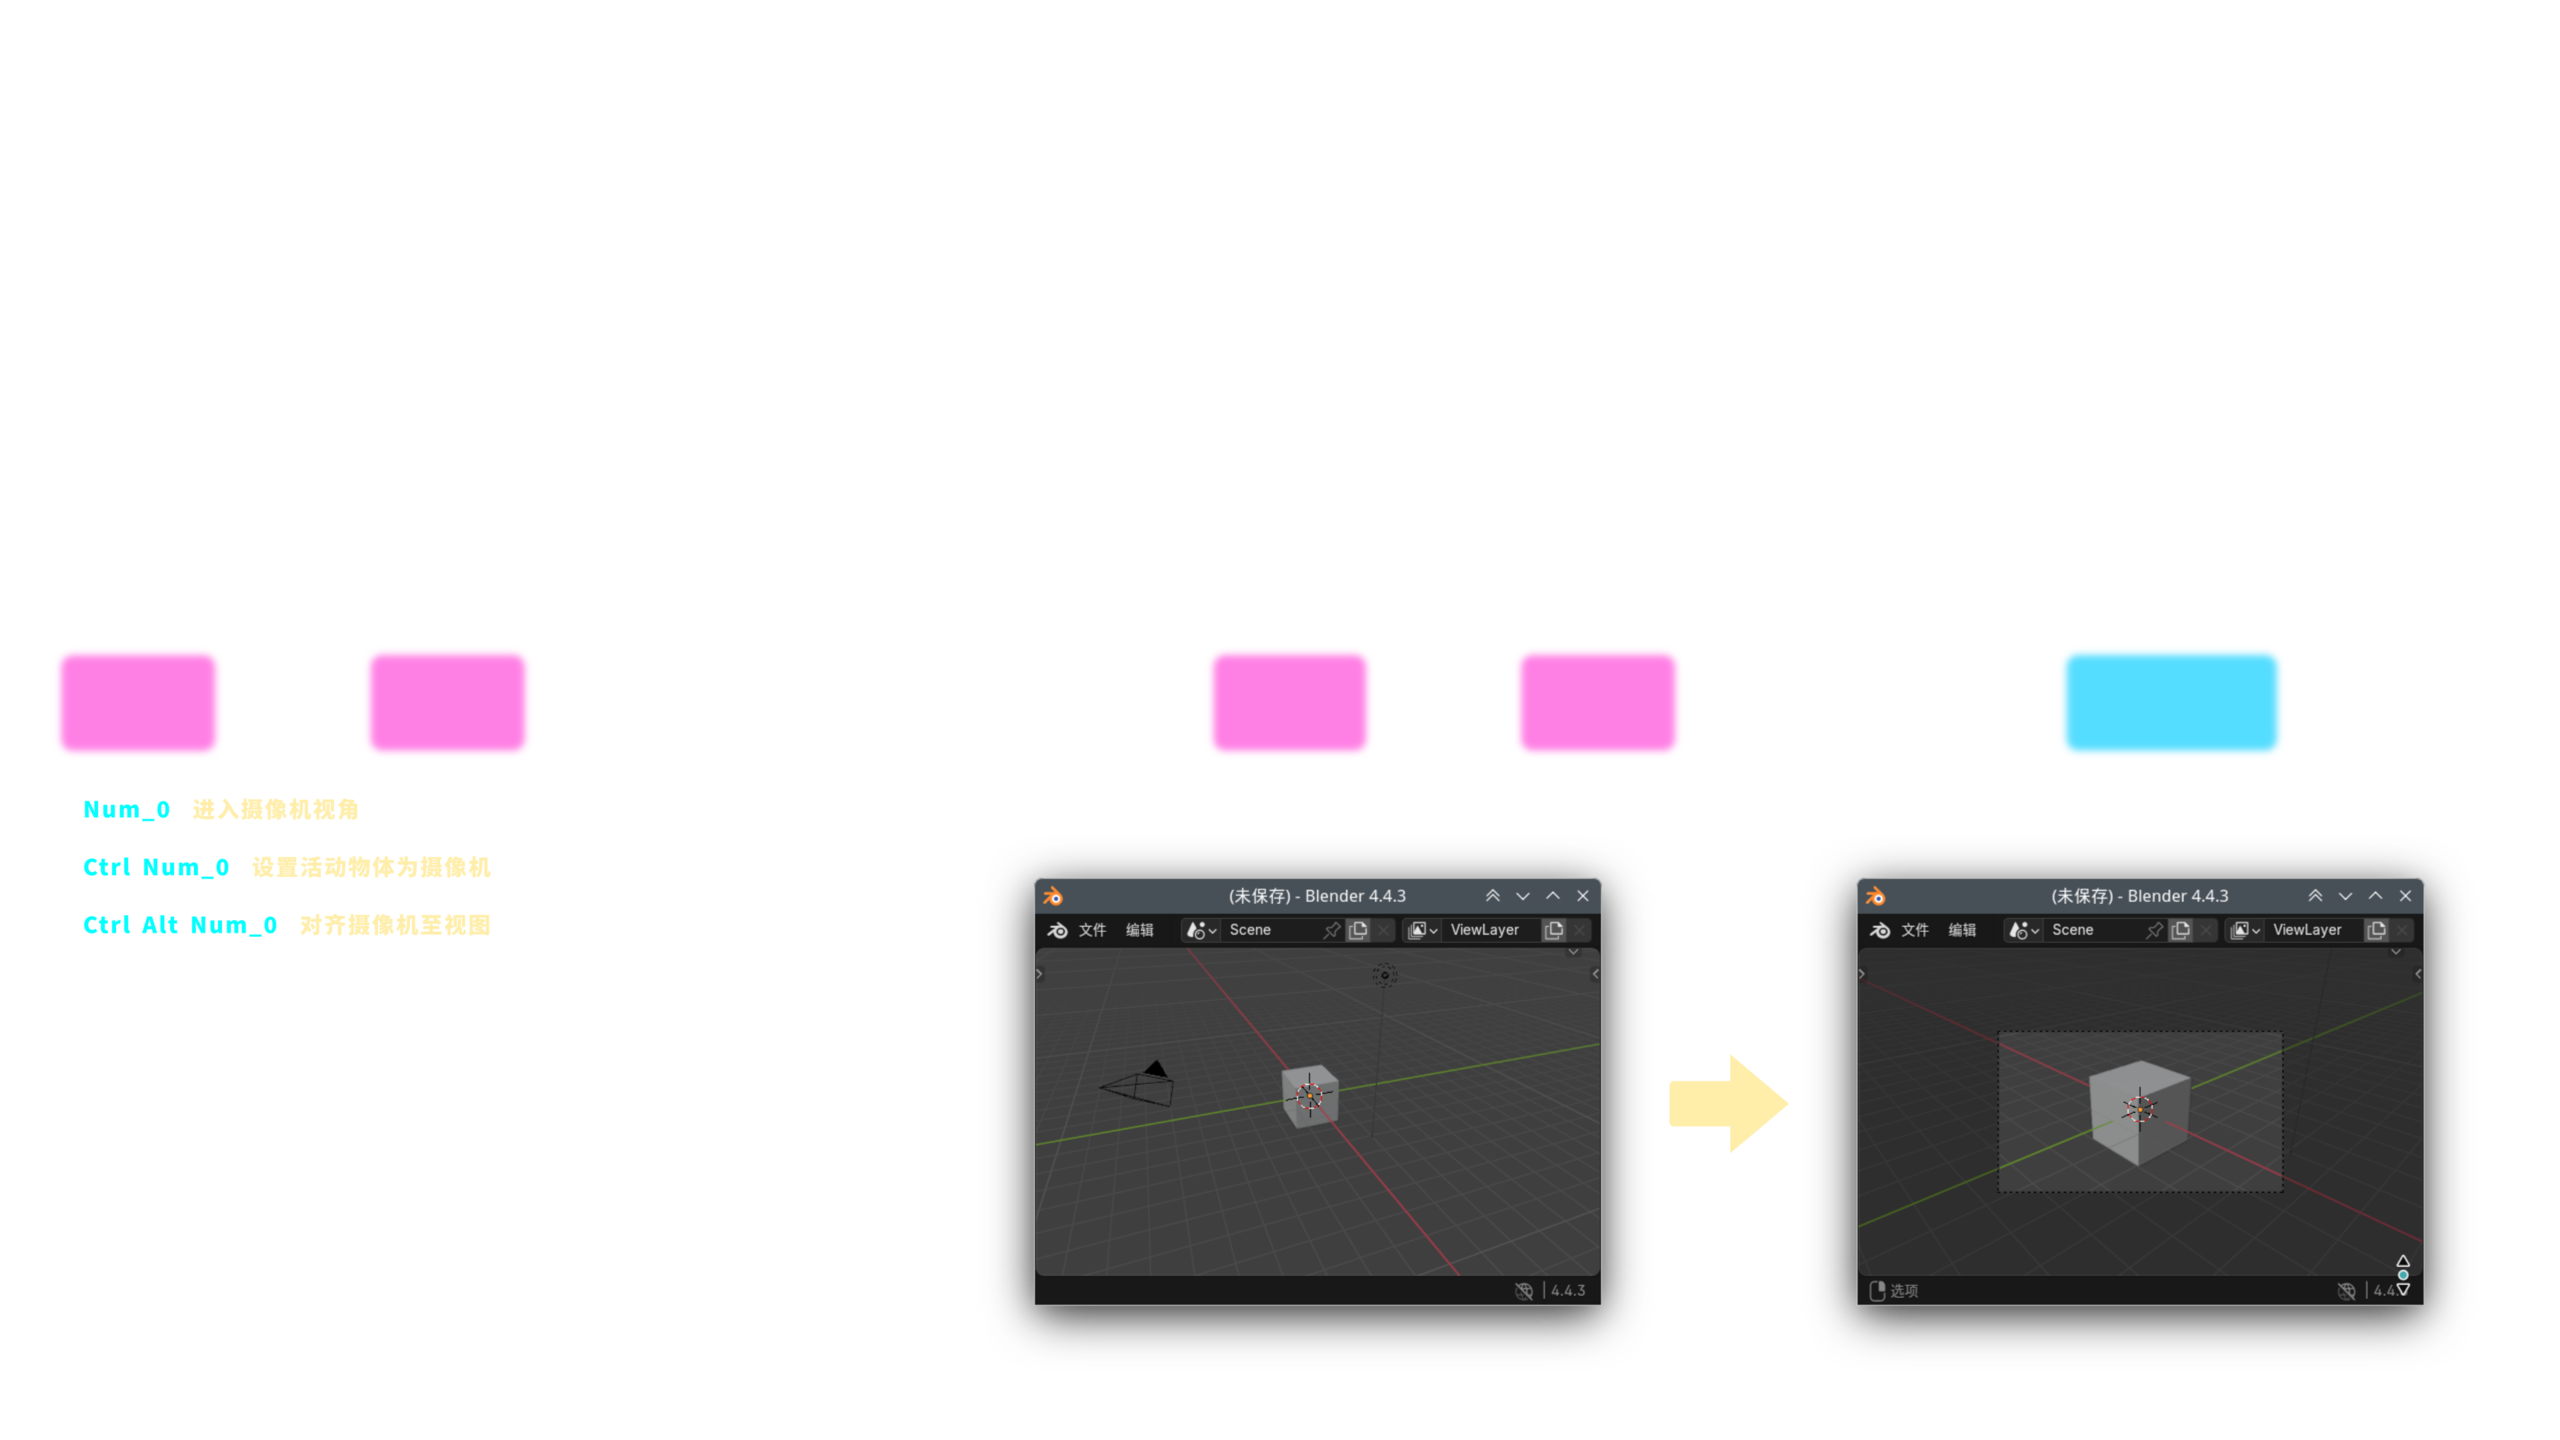 Num_0 进入摄像机视角
Ctrl Num_0 设置活动物体为摄像机
Ctrl Alt Num_0 对齐摄像机至视图
(未保存) - Blender 4.4.3
文件 编辑 Scene ViewLayer
4.4.3
(未保存) - Blender 4.4.3
文件 编辑 Scene ViewLayer
选项 4.4.